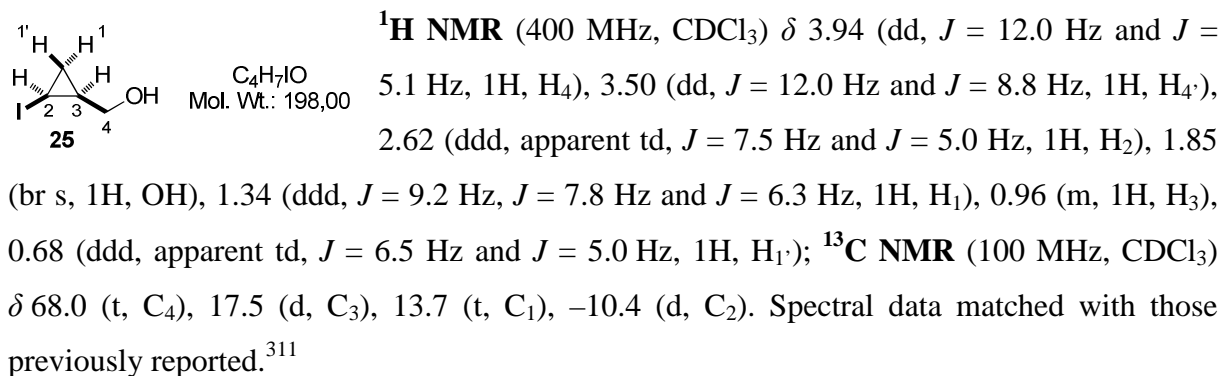 1' H H 1
H H
I 2 3 OH
4
25
C₄H₇IO
Mol. Wt.: 198,00
¹H NMR (400 MHz, CDCl₃) δ 3.94 (dd, J = 12.0 Hz and J =
5.1 Hz, 1H, H₄), 3.50 (dd, J = 12.0 Hz and J = 8.8 Hz, 1H, H₄'),
2.62 (ddd, apparent td, J = 7.5 Hz and J = 5.0 Hz, 1H, H₂), 1.85
(br s, 1H, OH), 1.34 (ddd, J = 9.2 Hz, J = 7.8 Hz and J = 6.3 Hz, 1H, H₁), 0.96 (m, 1H, H₃),
0.68 (ddd, apparent td, J = 6.5 Hz and J = 5.0 Hz, 1H, H₁'); ¹³C NMR (100 MHz, CDCl₃)
δ 68.0 (t, C₄), 17.5 (d, C₃), 13.7 (t, C₁), –10.4 (d, C₂). Spectral data matched with those
previously reported.³¹¹